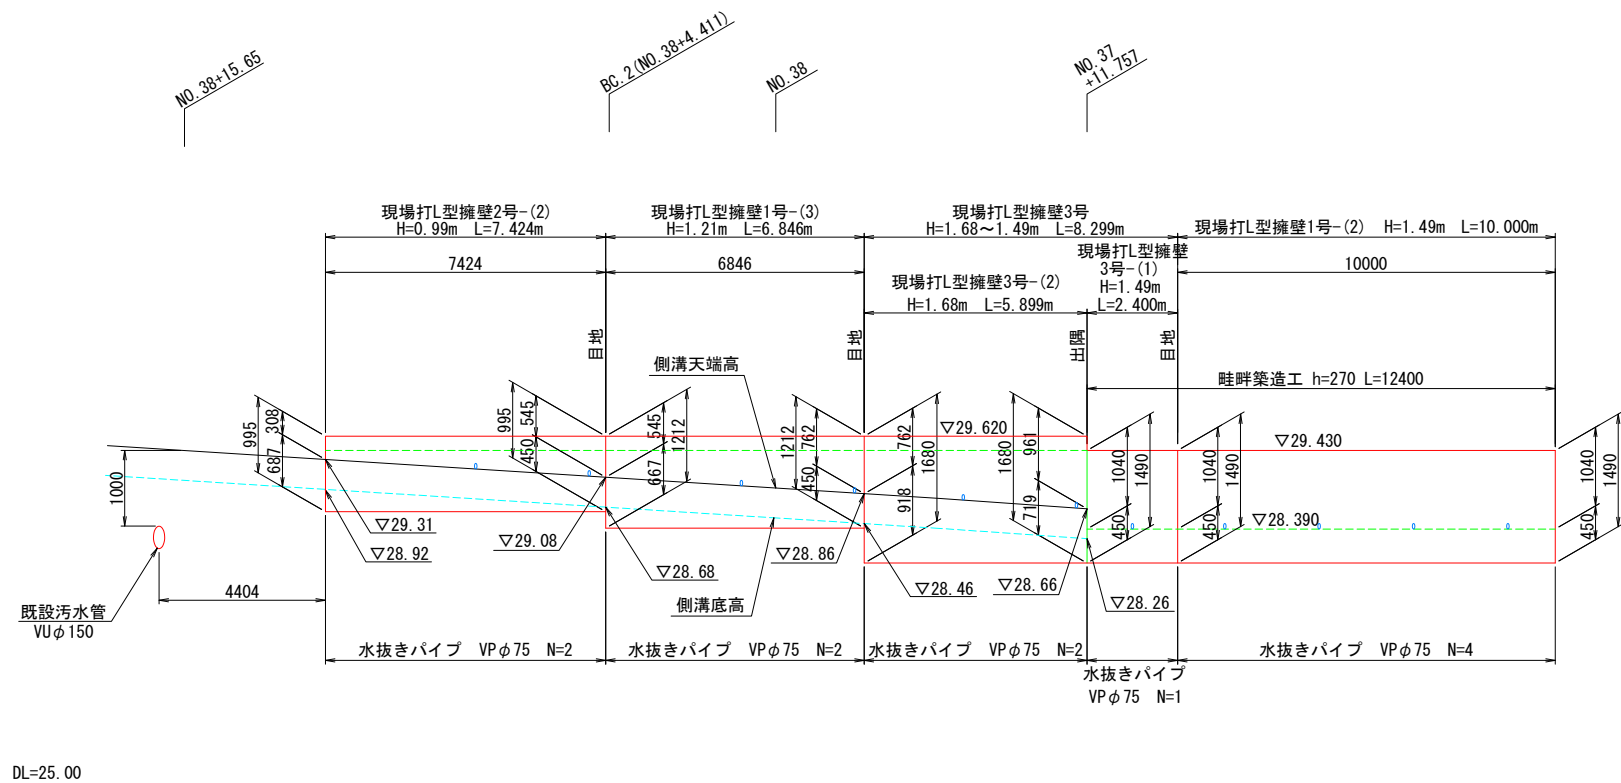 NO.38+15.65
BC.2(NO.38+4.411)
NO.38
NO.37
+11.757
現場打L型擁壁2号-(2)
H=0.99m L=7.424m
現場打L型擁壁1号-(3)
H=1.21m L=6.846m
現場打L型擁壁3号
H=1.68～1.49m L=8.299m
現場打L型擁壁1号-(2) H=1.49m L=10.000m
現場打L型擁壁
3号-(1)
H=1.49m
L=2.400m
7424
6846
10000
現場打L型擁壁3号-(2)
H=1.68m L=5.899m
目地
目地
出隅
目地
側溝天端高
畦畔築造工 h=270 L=12400
995
308
687
995
545
450
545
667
1212
1212
762
450
762
918
1680
1680
961
719
1040
450
1490
1040
450
1490
1040
450
1490
▽29.620
▽29.430
▽28.390
1000
▽29.31
▽28.92
▽29.08
▽28.68
▽28.86
▽28.46
▽28.66
▽28.26
側溝底高
4404
既設汚水管
VUφ150
水抜きパイプ VPφ75 N=2
水抜きパイプ VPφ75 N=2
水抜きパイプ VPφ75 N=2
水抜きパイプ
VPφ75 N=1
水抜きパイプ VPφ75 N=4
DL=25.00